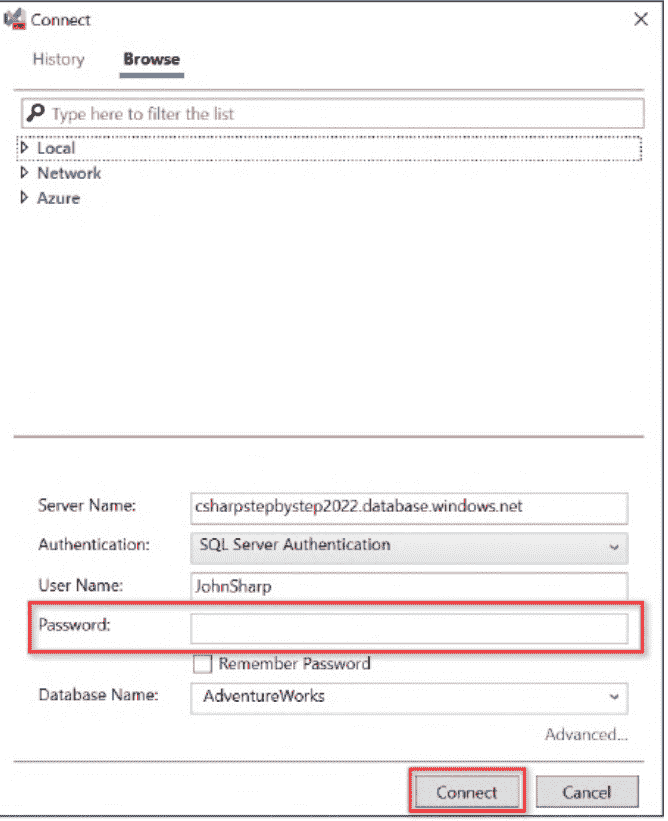 Connect
History Browse
Type here to filter the list
Local
Network
Azure
Server Name: csharpstepbystep2022.database.windows.net
Authentication: SQL Server Authentication
User Name: JohnSharp
Password:
Remember Password
Database Name: AdventureWorks
Advanced...
Connect Cancel